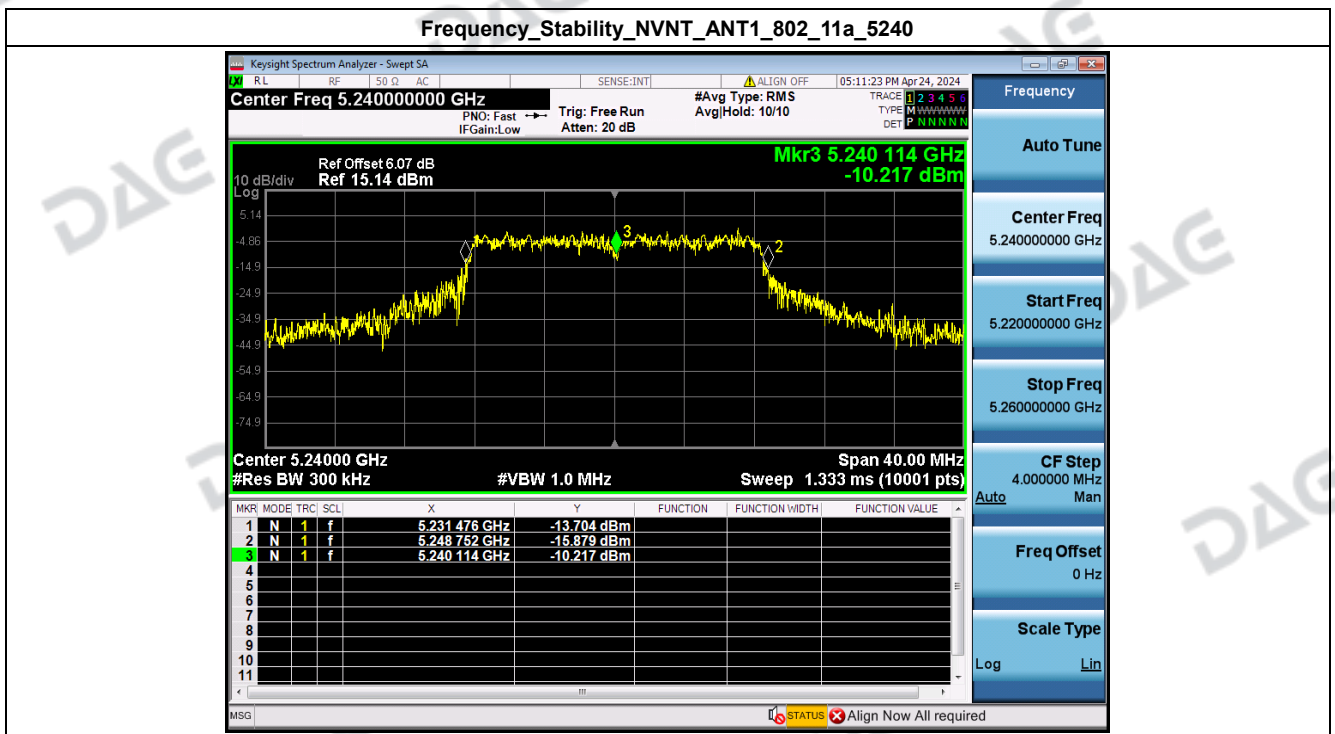 Frequency_Stability_NVNT_ANT1_802_11a_5240
Keysight Spectrum Analyzer - Swept SA
LXI RL RF 50 Ω AC SENSE:INT ALIGN OFF 05:11:23 PM Apr 24, 2024
Center Freq 5.240000000 GHz
PNO: Fast
IFGain:Low
Trig: Free Run
Atten: 20 dB
#Avg Type: RMS
Avg|Hold: 10/10
TRACE 1 2 3 4 5 6
TYPE M WWWWW
DET P N N N N N
Mkr3 5.240 114 GHz
-10.217 dBm
Ref Offset 6.07 dB
10 dB/div Ref 15.14 dBm
Log
5.14
-4.86
-14.9
-24.9
-34.9
-44.9
-54.9
-64.9
-74.9
3
2
Center 5.24000 GHz Span 40.00 MHz
#Res BW 300 kHz #VBW 1.0 MHz Sweep 1.333 ms (10001 pts)
MKR MODE TRC SCL X Y FUNCTION FUNCTION WIDTH FUNCTION VALUE
1 N 1 f 5.231 476 GHz -13.704 dBm
2 N 1 f 5.248 752 GHz -15.879 dBm
3 N 1 f 5.240 114 GHz -10.217 dBm
4
5
6
7
8
9
10
11
MSG STATUS Align Now All required
Frequency
Auto Tune
Center Freq
5.240000000 GHz
Start Freq
5.220000000 GHz
Stop Freq
5.260000000 GHz
CF Step
4.000000 MHz
Auto Man
Freq Offset
0 Hz
Scale Type
Log Lin
DAG
DAG
DAG